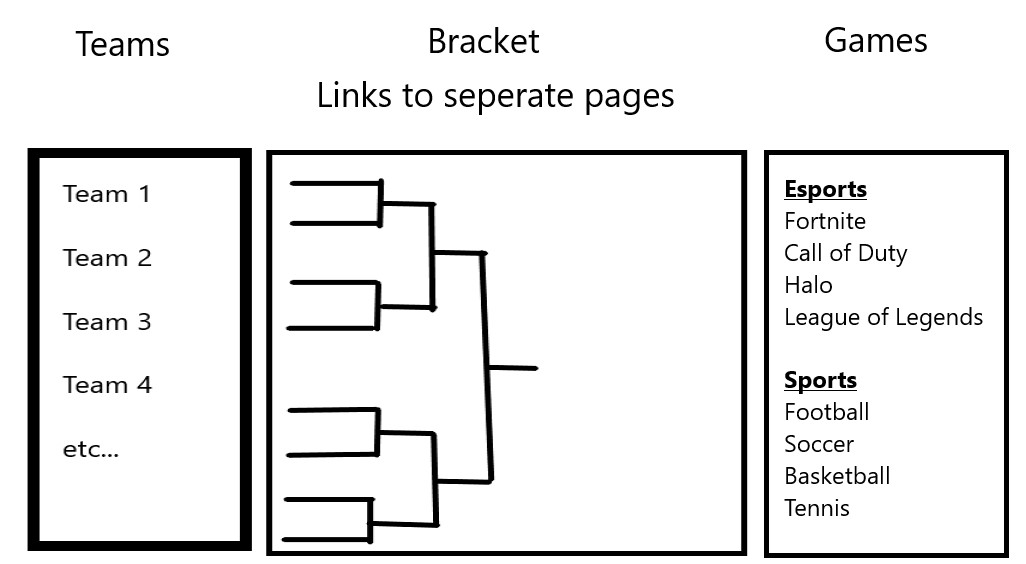 Teams
Bracket
Games
Links to seperate pages
Team 1
Team 2
Team 3
Team 4
etc...
Esports
Fortnite
Call of Duty
Halo
League of Legends
Sports
Football
Soccer
Basketball
Tennis